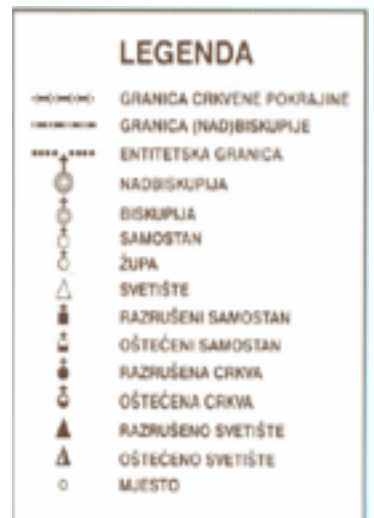 LEGENDA
GRANICA CRKVENE POKRAJINE
GRANICA (NAD)BISKUPIJE
ENTITETSKA GRANICA
NADBISKUPIJA
BISKUPIJA
SAMOSTAN
ŽUPA
SVETIŠTE
RAZRUŠENI SAMOSTAN
OŠTEĆENI SAMOSTAN
RAZRUŠENA CRKVA
OŠTEĆENA CRKVA
RAZRUŠENO SVETIŠTE
OŠTEĆENO SVETIŠTE
MJESTO